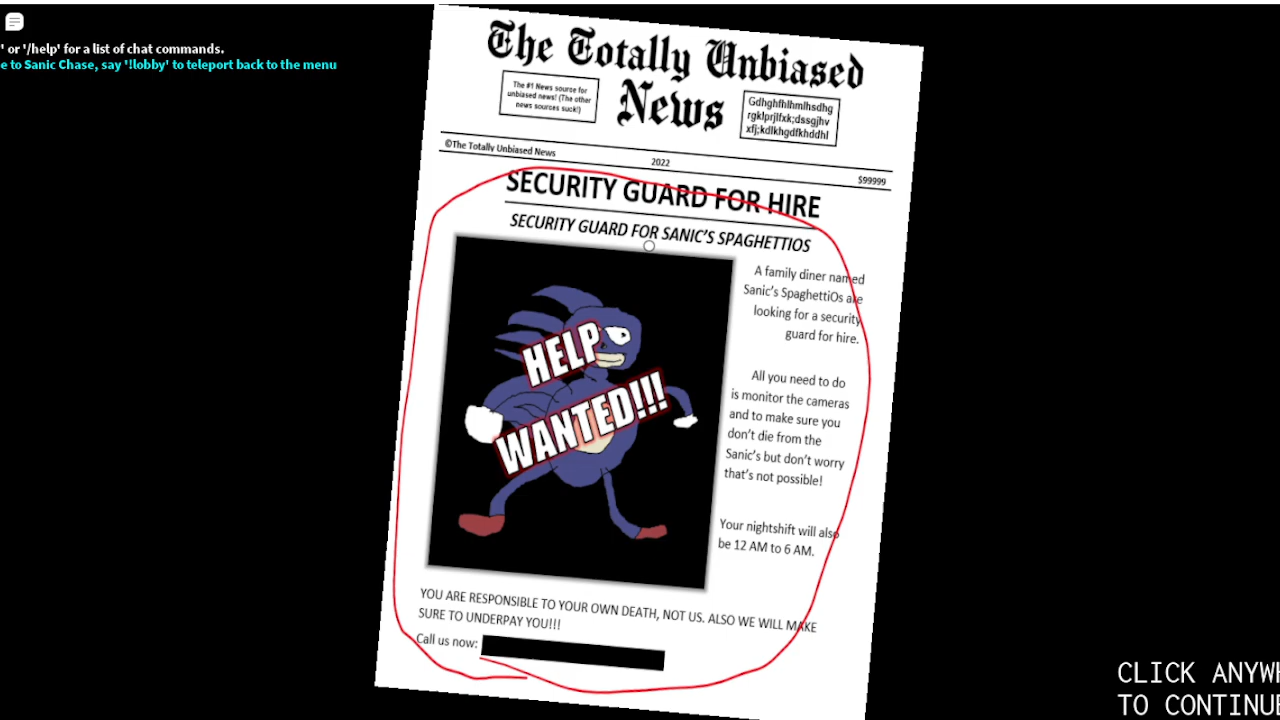 ' or '/help' for a list of chat commands.
e to Sanic Chase, say '!lobby' to teleport back to the menu
The Totally Unbiased
News
The #1 News source for
unbiased news! (The other
news sources suck!)
Gdhghfhlhmlhsdhg
rgklprjlfxk;dssgjhv
xfj;kdlkhgdfkhddhl
©The Totally Unbiased News
2022
$99999
SECURITY GUARD FOR HIRE
SECURITY GUARD FOR SANIC'S SPAGHETTIOS
HELP
WANTED!!!
A family diner named
Sanic's SpaghettiOs are
looking for a security
guard for hire.
All you need to do
is monitor the cameras
and to make sure you
don't die from the
Sanic's but don't worry
that's not possible!
Your nightshift will also
be 12 AM to 6 AM.
YOU ARE RESPONSIBLE TO YOUR OWN DEATH, NOT US. ALSO WE WILL MAKE
SURE TO UNDERPAY YOU!!!
Call us now:
CLICK ANYWH
TO CONTINUE